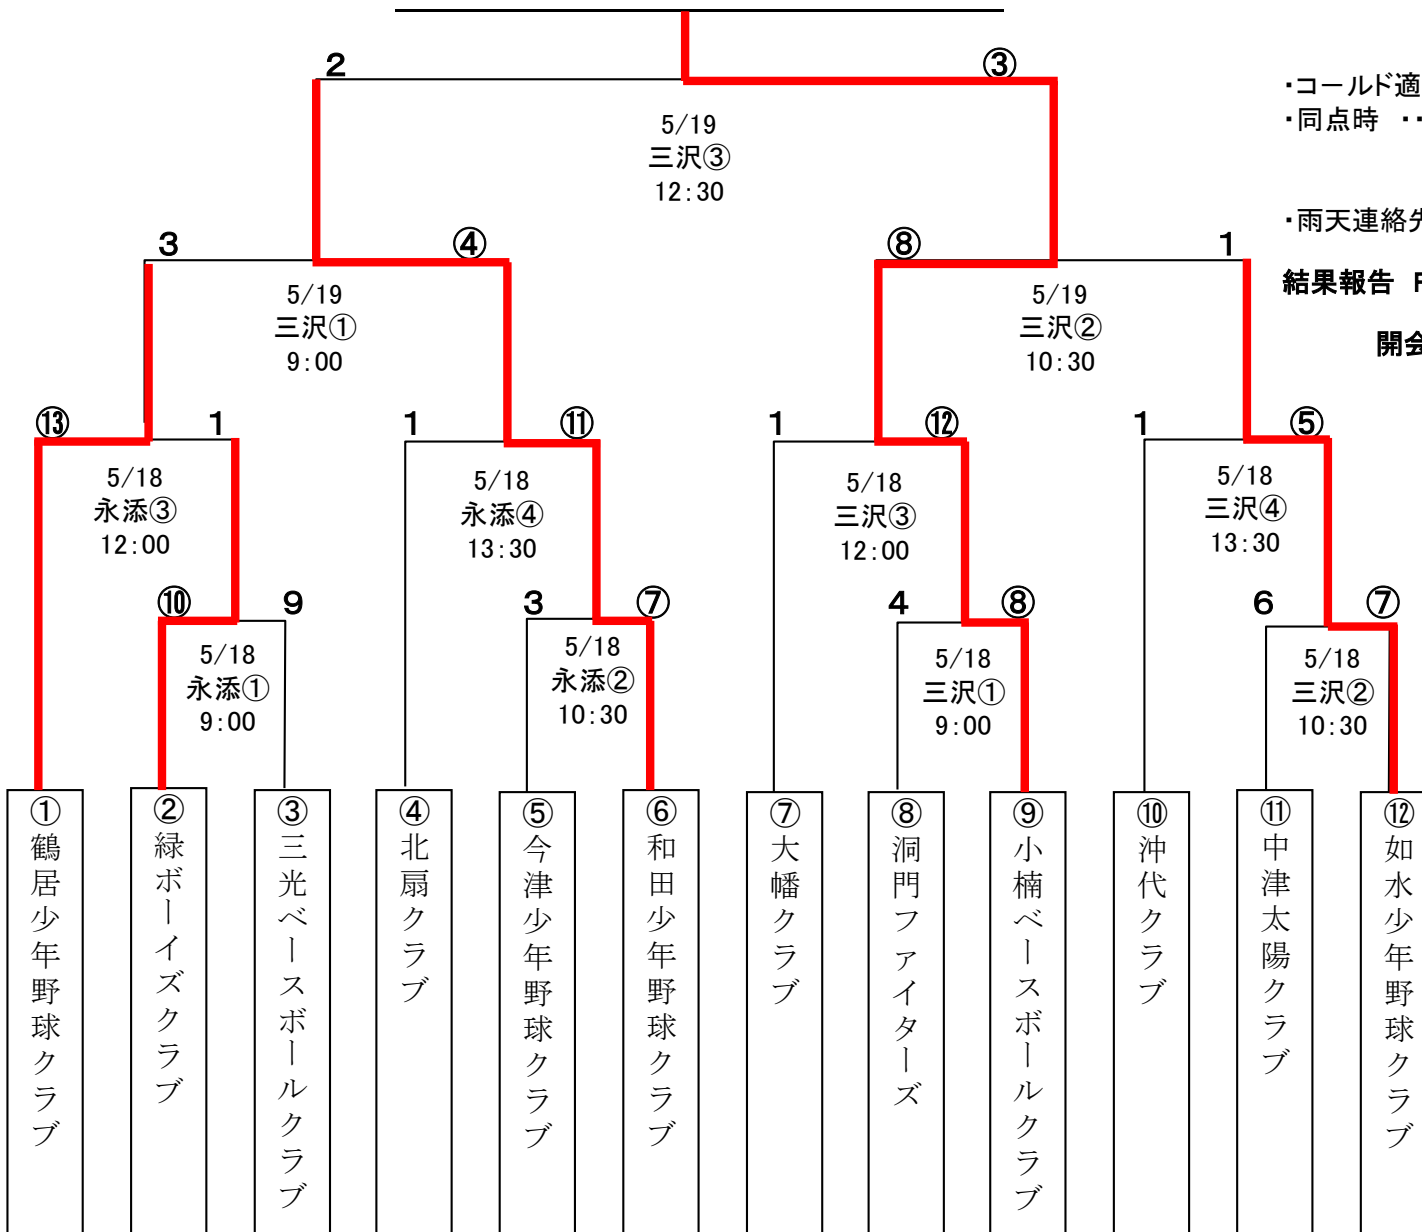 2
③
・コールド適
・同点時 ・・
5/19
三沢③
12:30
・雨天連絡先
3
④
⑧
1
結果報告 F
5/19
三沢①
9:00
5/19
三沢②
10:30
開会
⑬
1
1
⑪
1
⑫
1
⑤
5/18
永添③
12:00
5/18
永添④
13:30
5/18
三沢③
12:00
5/18
三沢④
13:30
⑩
9
3
⑦
4
⑧
6
⑦
5/18
永添①
9:00
5/18
永添②
10:30
5/18
三沢①
9:00
5/18
三沢②
10:30
①鶴居少年野球クラブ
②緑ボーイズクラブ
③三光ベースボールクラブ
④北扇クラブ
⑤今津少年野球クラブ
⑥和田少年野球クラブ
⑦大幡クラブ
⑧洞門ファイターズ
⑨小楠ベースボールクラブ
⑩沖代クラブ
⑪中津太陽クラブ
⑫如水少年野球クラブ